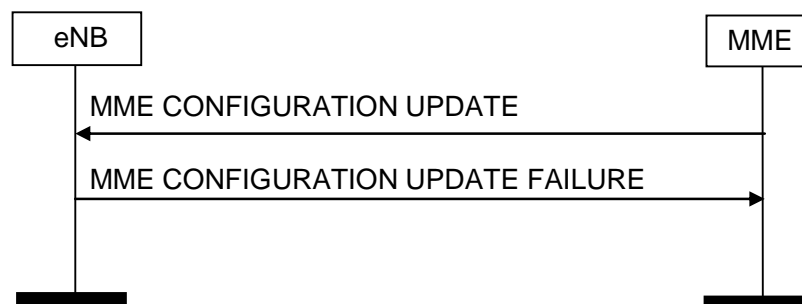 eNB
MME
MME CONFIGURATION UPDATE
MME CONFIGURATION UPDATE FAILURE